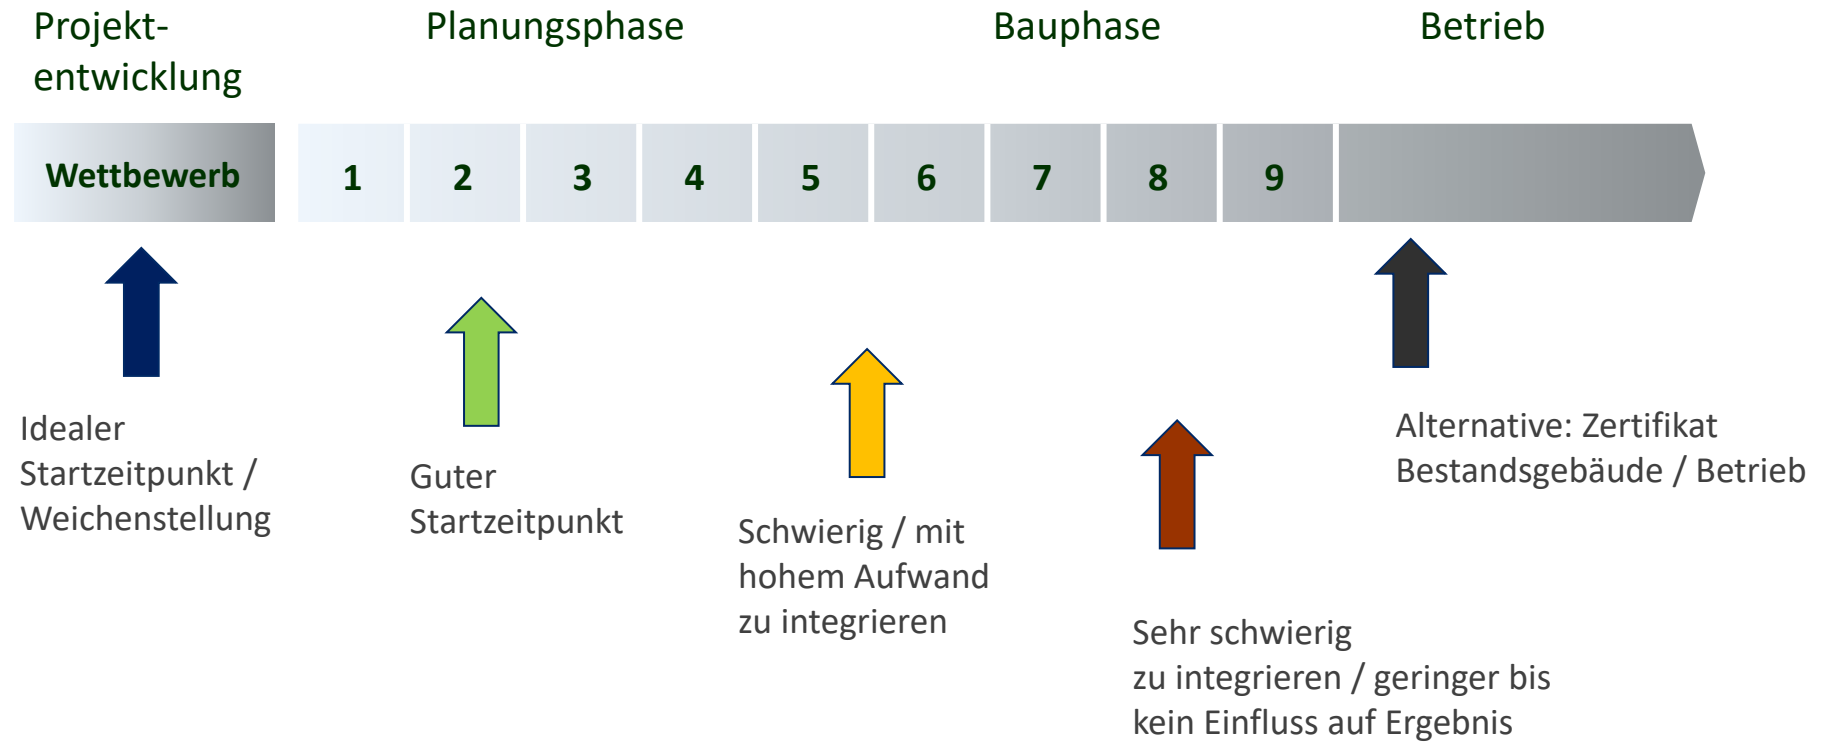 Projekt-
entwicklung
Planungsphase
Bauphase
Betrieb
Wettbewerb
1
2
3
4
5
6
7
8
9
Idealer
Startzeitpunkt /
Weichenstellung
Guter
Startzeitpunkt
Schwierig / mit
hohem Aufwand
zu integrieren
Sehr schwierig
zu integrieren / geringer bis
kein Einfluss auf Ergebnis
Alternative: Zertifikat
Bestandsgebäude / Betrieb